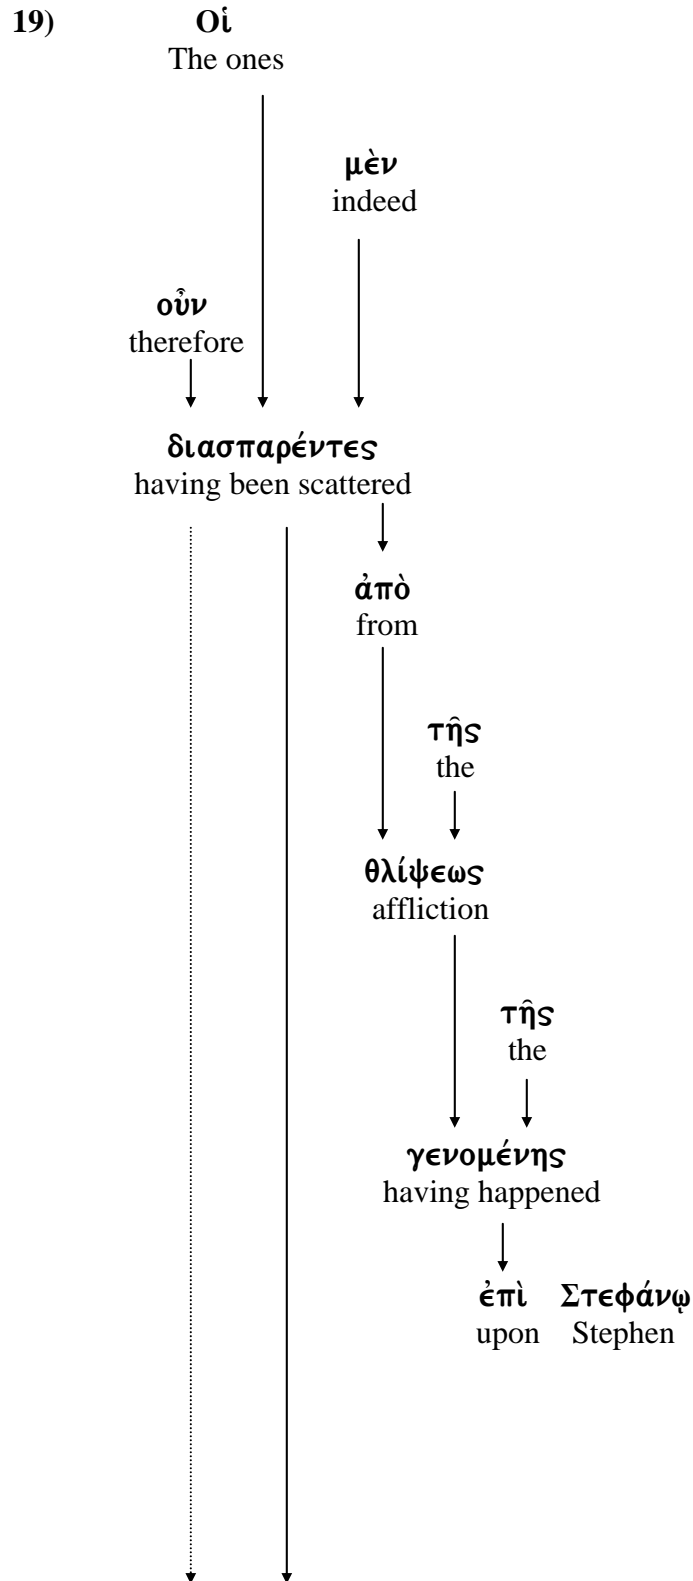 19) Οἱ
The ones
μὲν
indeed
οὖν
therefore
διασπαρέντες
having been scattered
ἀπὸ
from
τῆς
the
θλίψεως
affliction
τῆς
the
γενομένης
having happened
ἐπὶ Στεφάνῳ
upon Stephen